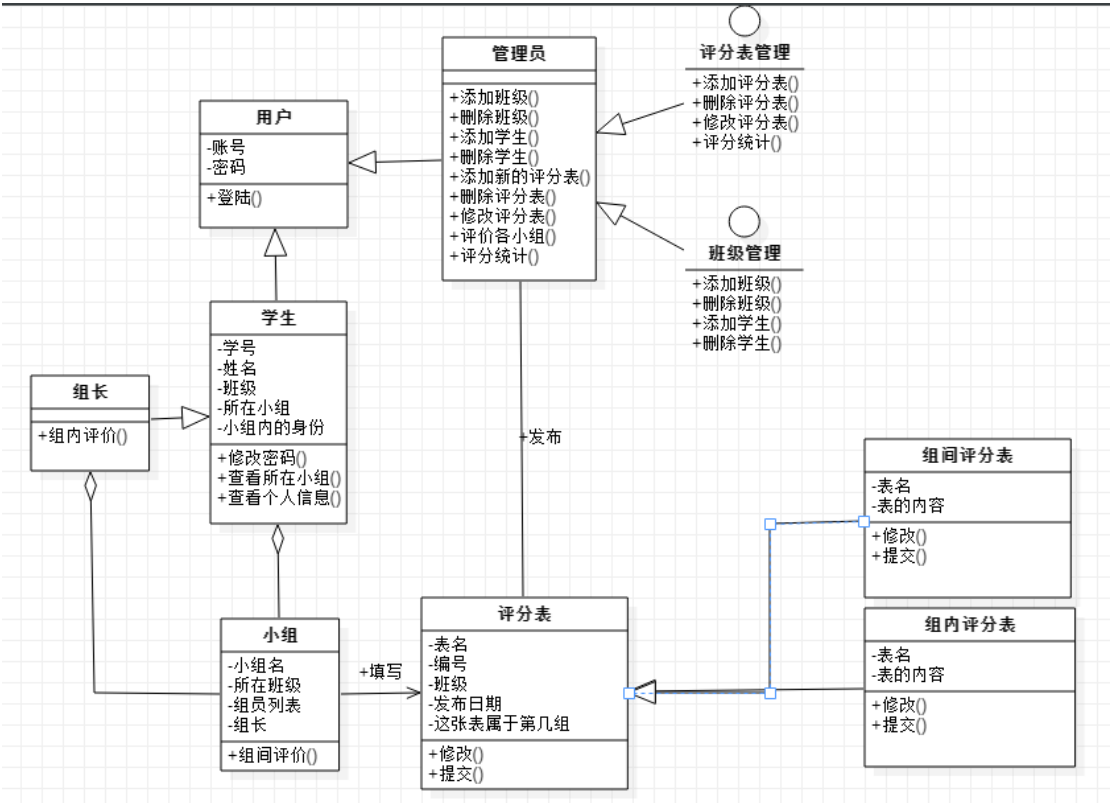 管理员
+添加班级()
+删除班级()
+添加学生()
+删除学生()
+添加新的评分表()
+删除评分表()
+修改评分表()
+评价各小组()
+评分统计()
评分表管理
+添加评分表()
+删除评分表()
+修改评分表()
+评分统计()
用户
-账号
-密码
+登陆()
班级管理
+添加班级()
+删除班级()
+添加学生()
+删除学生()
学生
-学号
-姓名
-班级
-所在小组
-小组内的身份
+修改密码()
+查看所在小组()
+查看个人信息()
组长
+组内评价()
+发布
组间评分表
-表名
-表的内容
+修改()
+提交()
小组
-小组名
-所在班级
-组员列表
-组长
+组间评价()
+填写
评分表
-表名
-编号
-班级
-发布日期
-这张表属于第几组
+修改()
+提交()
组内评分表
-表名
-表的内容
+修改()
+提交()